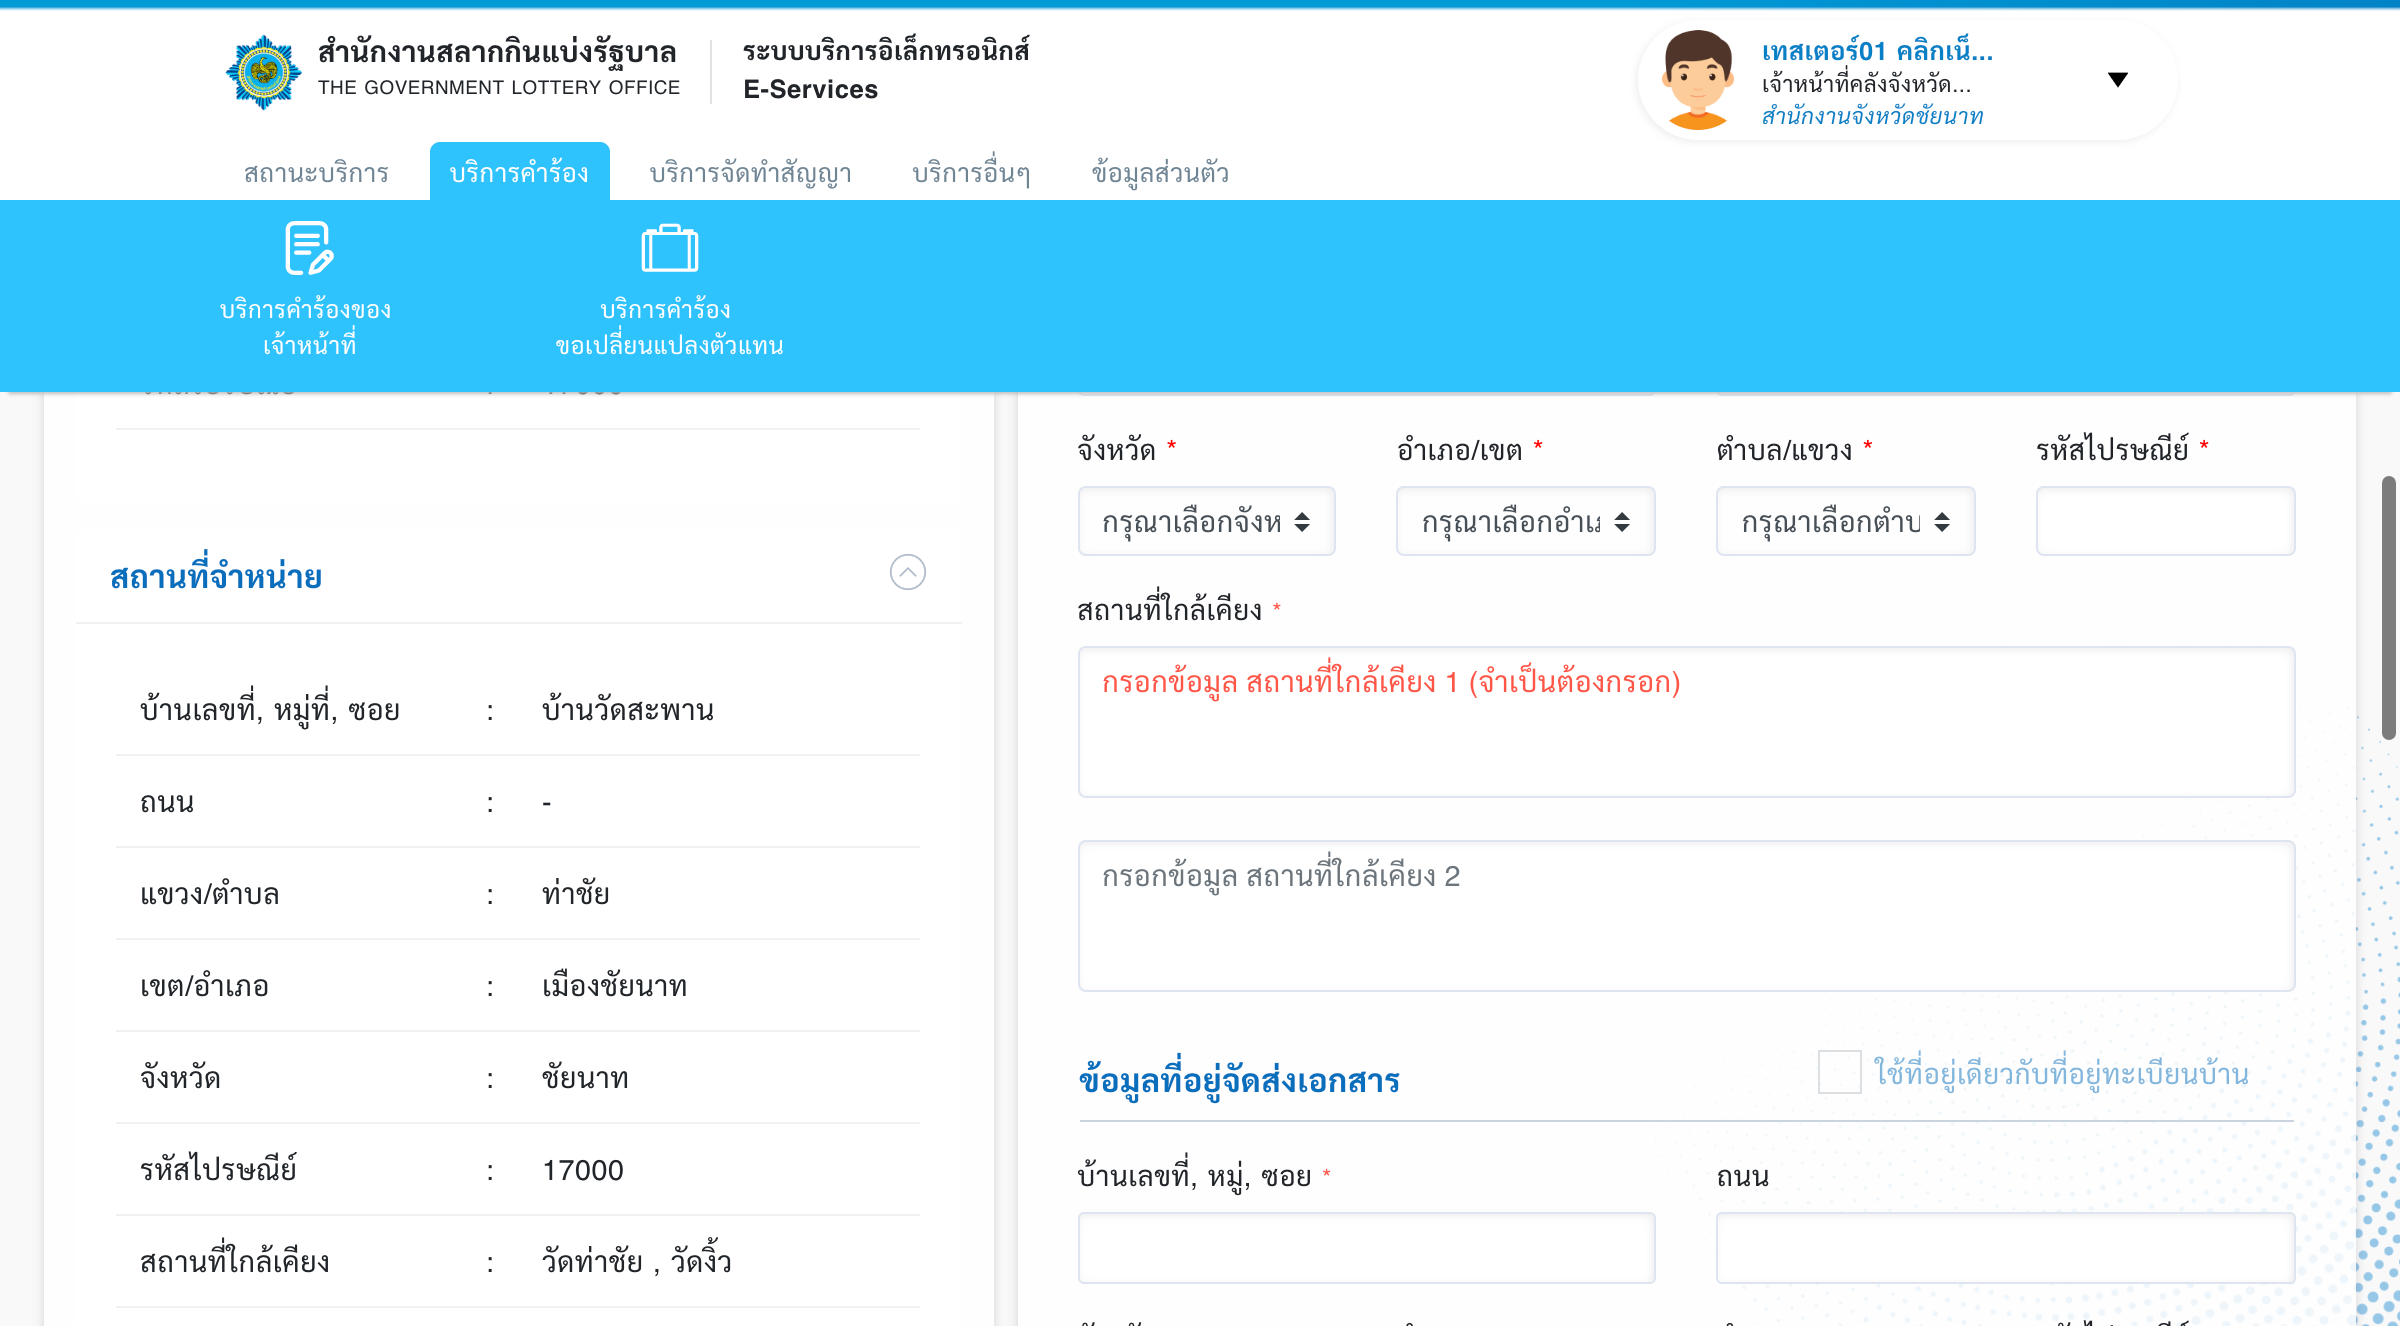 สำนักงานสลากกินแบ่งรัฐบาล
THE GOVERNMENT LOTTERY OFFICE
ระบบบริการอิเล็กทรอนิกส์
E-Services
เทสเตอร์01 คลิกเน็...
เจ้าหน้าที่คลังจังหวัด...
สำนักงานจังหวัดชัยนาท
สถานะบริการ
บริการคำร้อง
บริการจัดทำสัญญา
บริการอื่นๆ
ข้อมูลส่วนตัว
บริการคำร้องของ
เจ้าหน้าที่
บริการคำร้อง
ขอเปลี่ยนแปลงตัวแทน
สถานที่จำหน่าย
บ้านเลขที่, หมู่ที่, ซอย : บ้านวัดสะพาน
ถนน : -
แขวง/ตำบล : ท่าชัย
เขต/อำเภอ : เมืองชัยนาท
จังหวัด : ชัยนาท
รหัสไปรษณีย์ : 17000
สถานที่ใกล้เคียง : วัดท่าชัย , วัดงิ้ว
จังหวัด * อำเภอ/เขต * ตำบล/แขวง * รหัสไปรษณีย์ *
กรุณาเลือกจังห กรุณาเลือกอำเภ กรุณาเลือกตำบ
สถานที่ใกล้เคียง *
กรอกข้อมูล สถานที่ใกล้เคียง 1 (จำเป็นต้องกรอก)
กรอกข้อมูล สถานที่ใกล้เคียง 2
ข้อมูลที่อยู่จัดส่งเอกสาร
ใช้ที่อยู่เดียวกับที่อยู่ทะเบียนบ้าน
บ้านเลขที่, หมู่, ซอย * ถนน